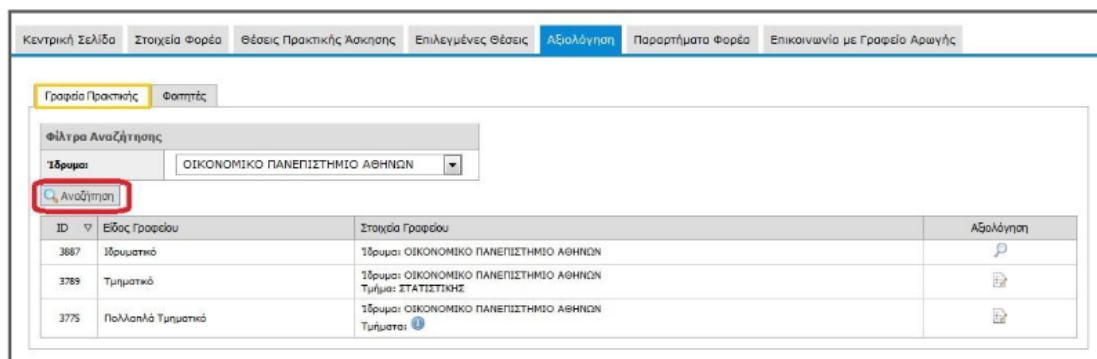 Κεντρική Σελίδα Στοιχεία Φορέα Θέσεις Πρακτικής Άσκησης Επιλεγμένες Θέσεις Αξιολόγηση Παραρτήματα Φορέα Επικοινωνία με Γραφείο Αρωγής
Γραφεία Πρακτικής Φοιτητές
Φίλτρα Αναζήτησης
Ίδρυμα: ΟΙΚΟΝΟΜΙΚΟ ΠΑΝΕΠΙΣΤΗΜΙΟ ΑΘΗΝΩΝ
Αναζήτηση
ID Είδος Γραφείου Στοιχεία Γραφείου Αξιολόγηση
3887 Ιδρυματικό Ίδρυμα: ΟΙΚΟΝΟΜΙΚΟ ΠΑΝΕΠΙΣΤΗΜΙΟ ΑΘΗΝΩΝ
3789 Τμηματικό Ίδρυμα: ΟΙΚΟΝΟΜΙΚΟ ΠΑΝΕΠΙΣΤΗΜΙΟ ΑΘΗΝΩΝ
Τμήμα: ΣΤΑΤΙΣΤΙΚΗΣ
3775 Πολλαπλά Τμηματικό Ίδρυμα: ΟΙΚΟΝΟΜΙΚΟ ΠΑΝΕΠΙΣΤΗΜΙΟ ΑΘΗΝΩΝ
Τμήματα: